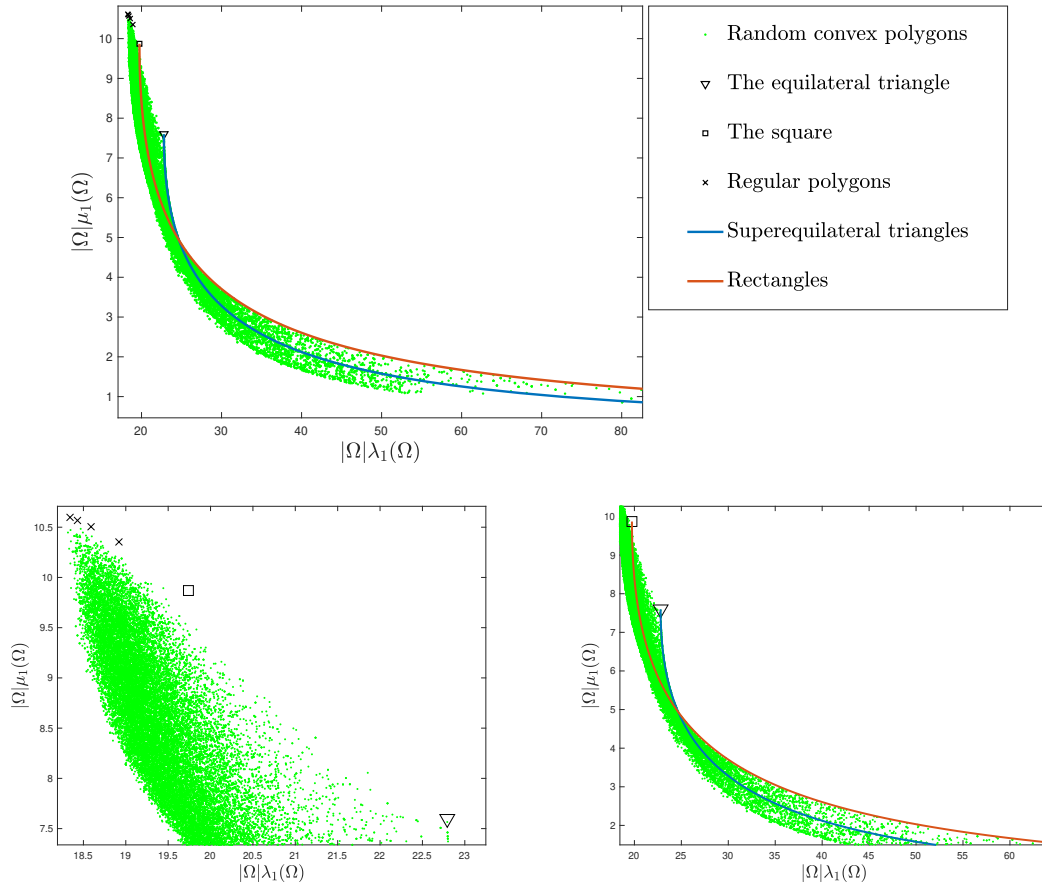 10
9
8
7
6
5
4
3
2
1
|Ω|μ₁(Ω)
20 30 40 50 60 70 80
|Ω|λ₁(Ω)
Random convex polygons
The equilateral triangle
The square
Regular polygons
Superequilateral triangles
Rectangles
10.5
10
9.5
9
8.5
8
7.5
|Ω|μ₁(Ω)
18.5 19 19.5 20 20.5 21 21.5 22 22.5 23
|Ω|λ₁(Ω)
10
9
8
7
6
5
4
3
2
|Ω|μ₁(Ω)
20 25 30 35 40 45 50 55 60
|Ω|λ₁(Ω)